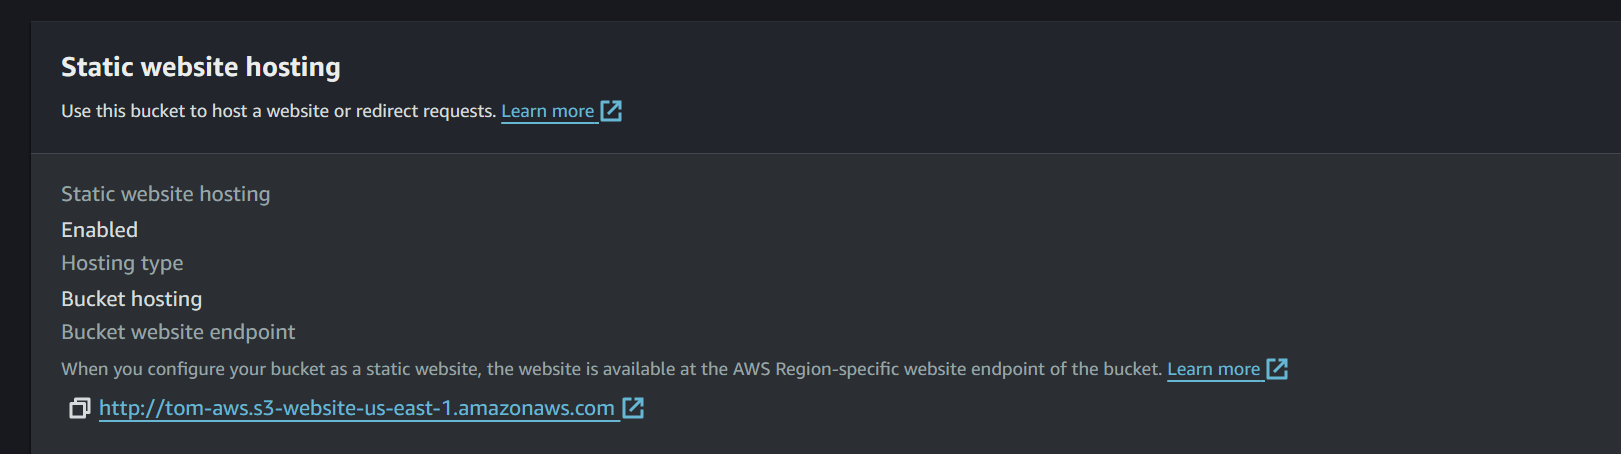 Static website hosting
Use this bucket to host a website or redirect requests. Learn more
Static website hosting
Enabled
Hosting type
Bucket hosting
Bucket website endpoint
When you configure your bucket as a static website, the website is available at the AWS Region-specific website endpoint of the bucket. Learn more
http://tom-aws.s3-website-us-east-1.amazonaws.com